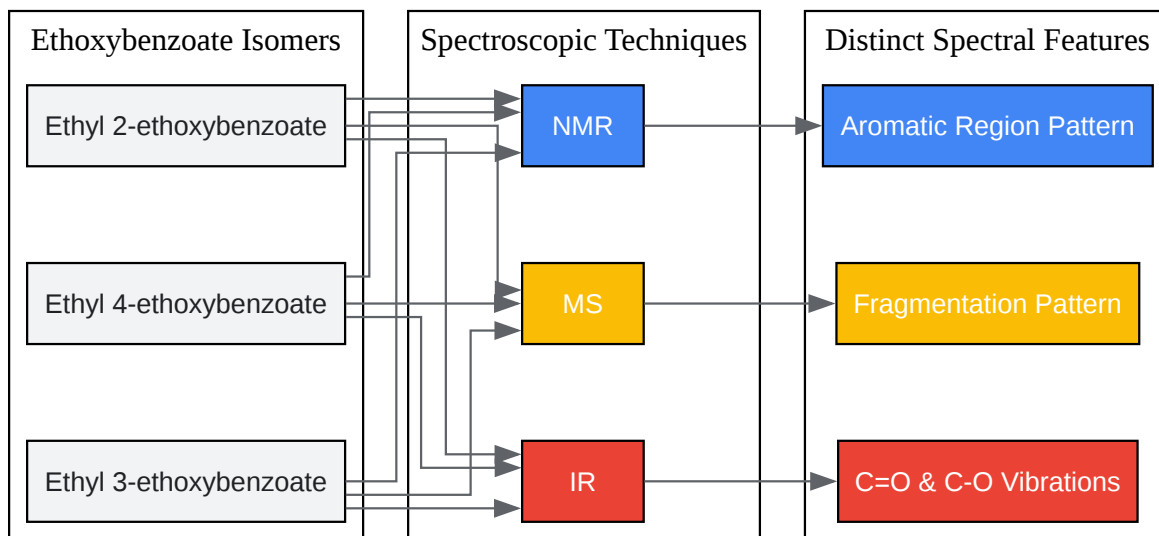 Ethoxybenzoate Isomers
Spectroscopic Techniques
Distinct Spectral Features
Ethyl 2-ethoxybenzoate
NMR
Aromatic Region Pattern
Ethyl 4-ethoxybenzoate
MS
Fragmentation Pattern
Ethyl 3-ethoxybenzoate
IR
C=O & C-O Vibrations